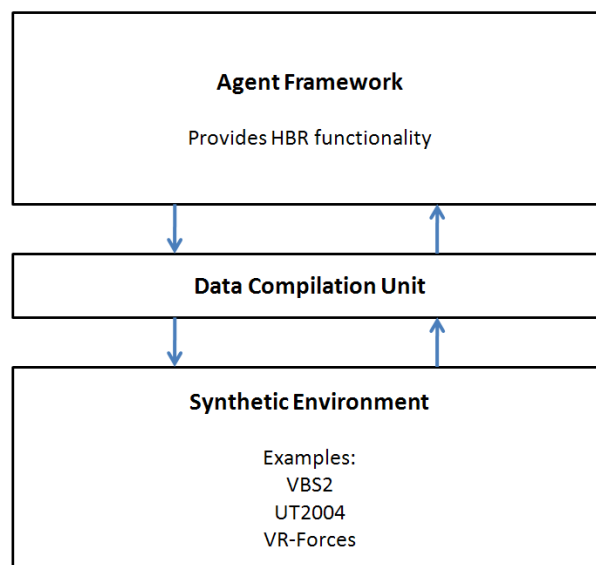 Agent Framework
Provides HBR functionality
Data Compilation Unit
Synthetic Environment
Examples:
VBS2
UT2004
VR-Forces